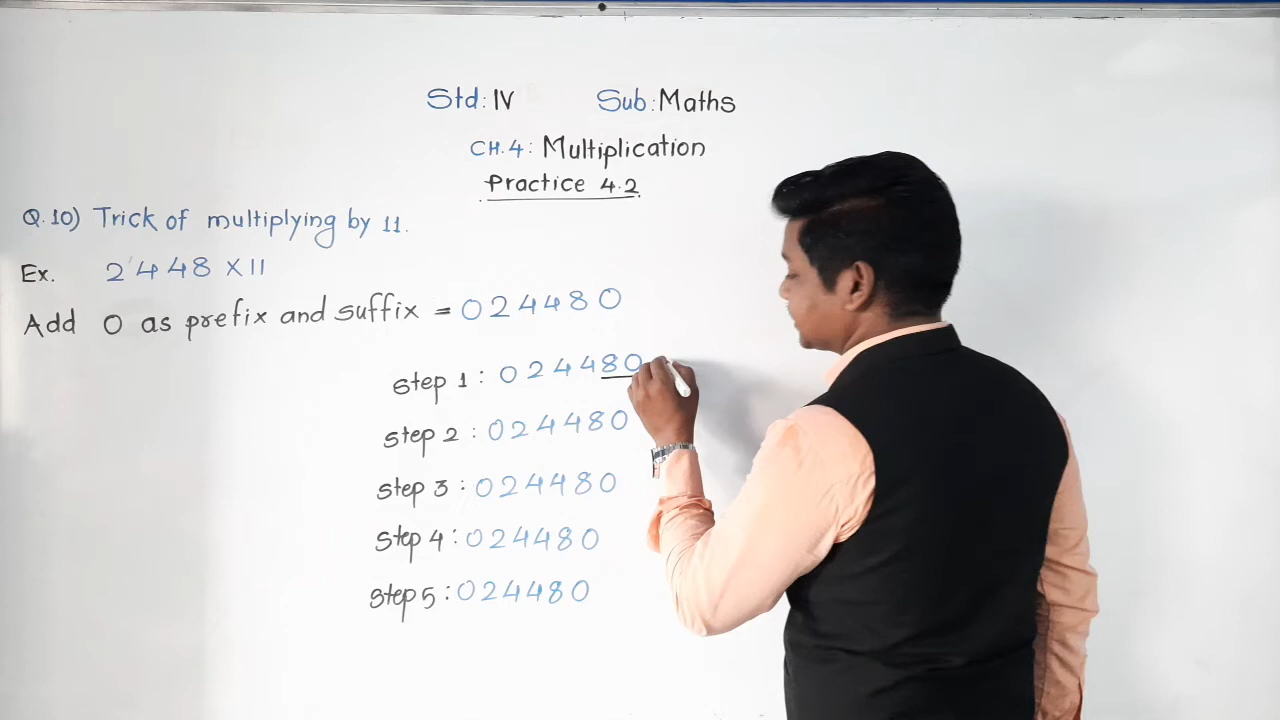 Std: IV Sub: Maths
CH.4: Multiplication
Practice 4.2
Q.10) Trick of multiplying by 11.
Ex. 2448 X 11
Add 0 as prefix and suffix = 024480
Step 1: 024480
Step 2: 024480
Step 3: 024480
Step 4: 024480
Step 5: 024480